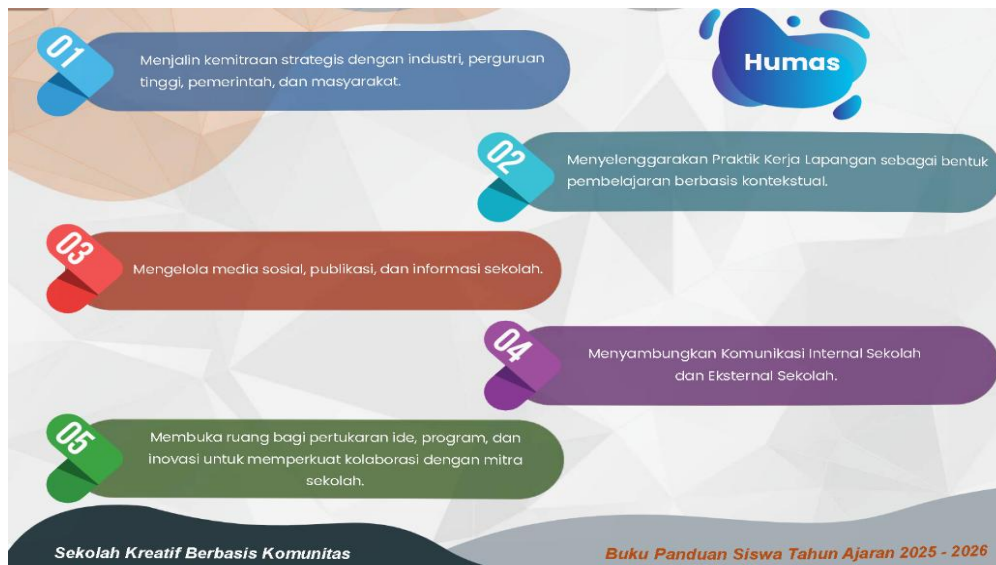 Humas
01
Menjalin kemitraan strategis dengan industri, perguruan
tinggi, pemerintah, dan masyarakat.
02
Menyelenggarakan Praktik Kerja Lapangan sebagai bentuk
pembelajaran berbasis kontekstual.
03
Mengelola media sosial, publikasi, dan informasi sekolah.
04
Menyambungkan Komunikasi Internal Sekolah
dan Eksternal Sekolah.
05
Membuka ruang bagi pertukaran ide, program, dan
inovasi untuk memperkuat kolaborasi dengan mitra
sekolah.
Sekolah Kreatif Berbasis Komunitas
Buku Panduan Siswa Tahun Ajaran 2025 - 2026